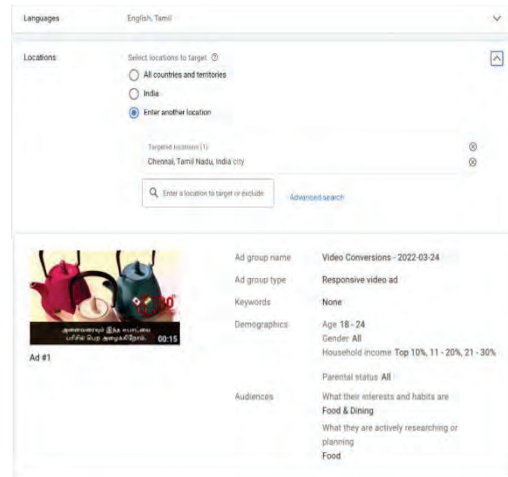 Languages English, Tamil
Locations Select locations to target
All countries and territories
India
Enter another location
Targeted locations (1)
Chennai, Tamil Nadu, India city
Enter a location to target or exclude Advanced search
Ad group name Video Conversions - 2022-03-24
Ad group type Responsive video ad
Keywords None
Demographics Age 18 - 24
Gender All
Household income Top 10%, 11 - 20%, 21 - 30%
Parental status All
அனைவரையும் இந்த
00:15
Ad #1
Audiences What their interests and habits are
Food & Dining
What they are actively researching or
planning
Food